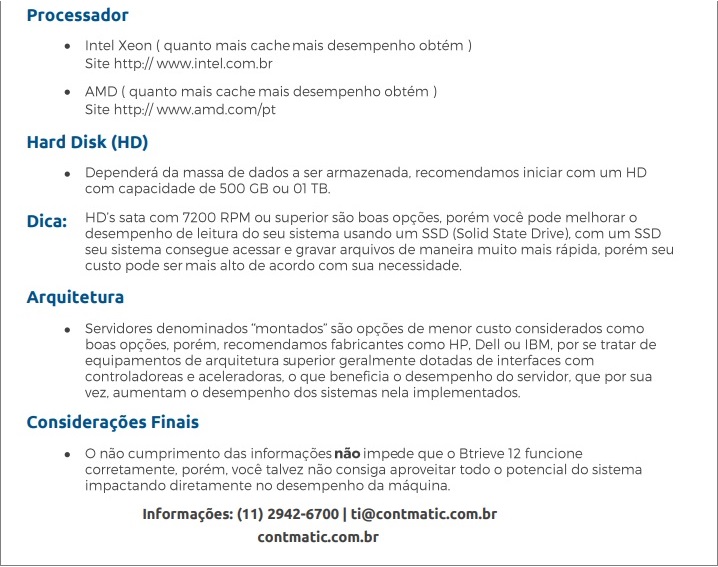 Processador
• Intel Xeon ( quanto mais cache mais desempenho obtém )
Site http:// www.intel.com.br
• AMD ( quanto mais cache mais desempenho obtém )
Site http:// www.amd.com/pt
Hard Disk (HD)
• Dependerá da massa de dados a ser armazenada, recomendamos iniciar com um HD
com capacidade de 500 GB ou 01 TB.
Dica: HD's sata com 7200 RPM ou superior são boas opções, porém você pode melhorar o
desempenho de leitura do seu sistema usando um SSD (Solid State Drive), com um SSD
seu sistema consegue acessar e gravar arquivos de maneira muito mais rápida, porém seu
custo pode ser mais alto de acordo com sua necessidade.
Arquitetura
• Servidores denominados "montados" são opções de menor custo considerados como
boas opções, porém, recomendamos fabricantes como HP, Dell ou IBM, por se tratar de
equipamentos de arquitetura superior geralmente dotadas de interfaces com
controladoreas e aceleradoras, o que beneficia o desempenho do servidor, que por sua
vez, aumentam o desempenho dos sistemas nela implementados.
Considerações Finais
• O não cumprimento das informações não impede que o Btrieve 12 funcione
corretamente, porém, você talvez não consiga aproveitar todo o potencial do sistema
impactando diretamente no desempenho da máquina.
Informações: (11) 2942-6700 | ti@contmatic.com.br
contmatic.com.br